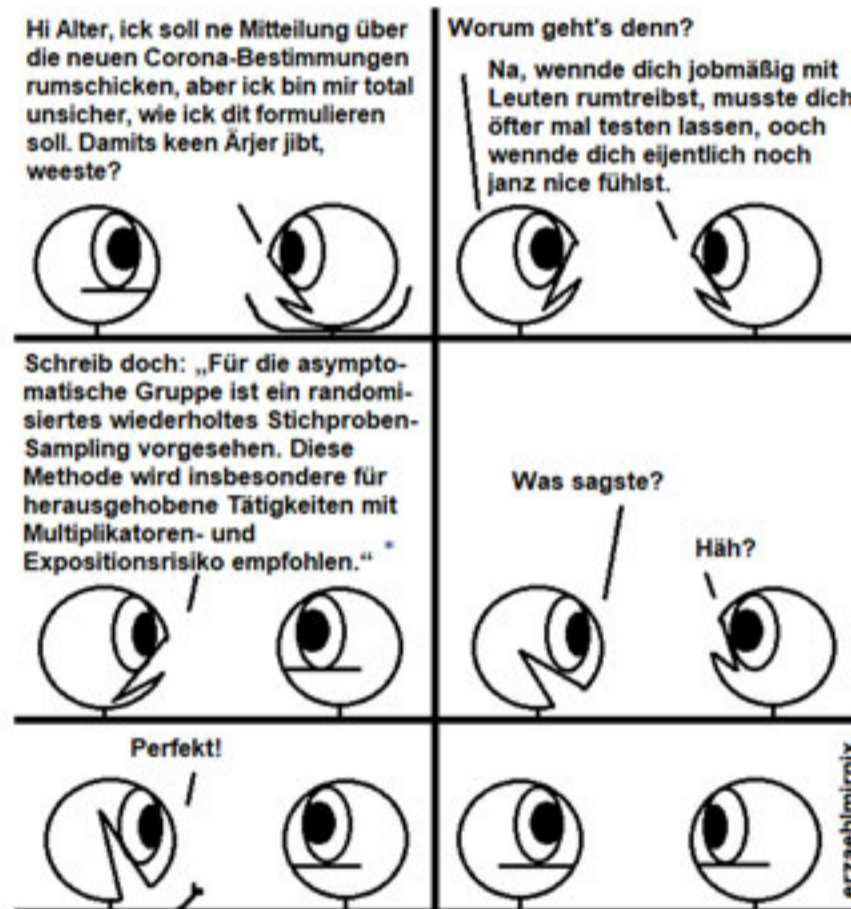 Hi Alter, ick soll ne Mitteilung über
die neuen Corona-Bestimmungen
rumschicken, aber ick bin mir total
unsicher, wie ick dit formulieren
soll. Damits keen Ärjer jibt,
weeste?
Worum geht's denn?
Na, wennde dich jobmäßig mit
Leuten rumtreibst, musste dich
öfter mal testen lassen, ooch
wennde dich eijentlich noch
janz nice fühlst.
Schreib doch: „Für die asympto-
matische Gruppe ist ein randomi-
siertes wiederholtes Stichproben-
Sampling vorgesehen. Diese
Methode wird insbesondere für
herausgehobene Tätigkeiten mit
Multiplikatoren- und
Expositionsrisiko empfohlen.“ *
Was sagste?
Häh?
Perfekt!
erzaehlmirnix